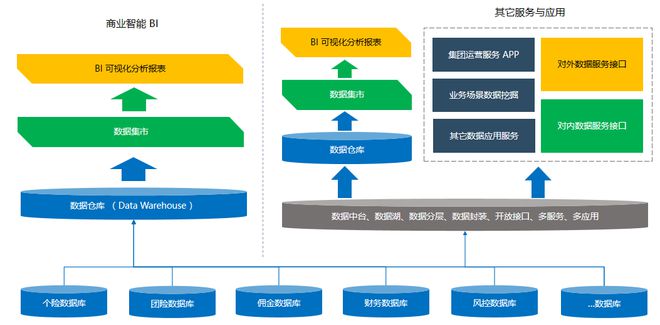 商业智能 BI
BI 可视化分析报表
数据集市
数据仓库 （ Data Warehouse ）
其它服务与应用
BI 可视化分析报表
数据集市
数据仓库
集团运营服务 APP
业务场景数据挖掘
其它数据应用服务
对外数据服务接口
对内数据服务接口
数据中台、数据湖、数据分层、数据封装、开放接口、多服务、多应用
个险数据库
团险数据库
佣金数据库
财务数据库
风控数据库
...数据库